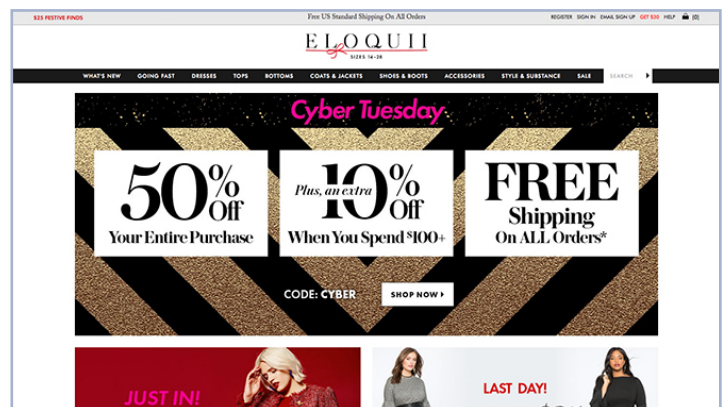 $25 FESTIVE FINDS
Free US Standard Shipping On All Orders
REGISTER SIGN IN EMAIL SIGN UP GET $30 HELP (0)
ELOQUII
SIZES 14-28
WHAT'S NEW GOING FAST DRESSES TOPS BOTTOMS COATS & JACKETS SHOES & BOOTS ACCESSORIES STYLE & SUBSTANCE SALE SEARCH
Cyber Tuesday
50% Off
Your Entire Purchase
Plus, an extra 10% Off
When You Spend $100+
FREE
Shipping
On ALL Orders*
CODE: CYBER SHOP NOW
JUST IN!
LAST DAY!